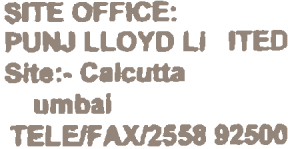 SITE OFFICE:
PUNJ LLOYD LI ITED
Site:- Calcutta
umbai
TELE/FAX/2558 92500